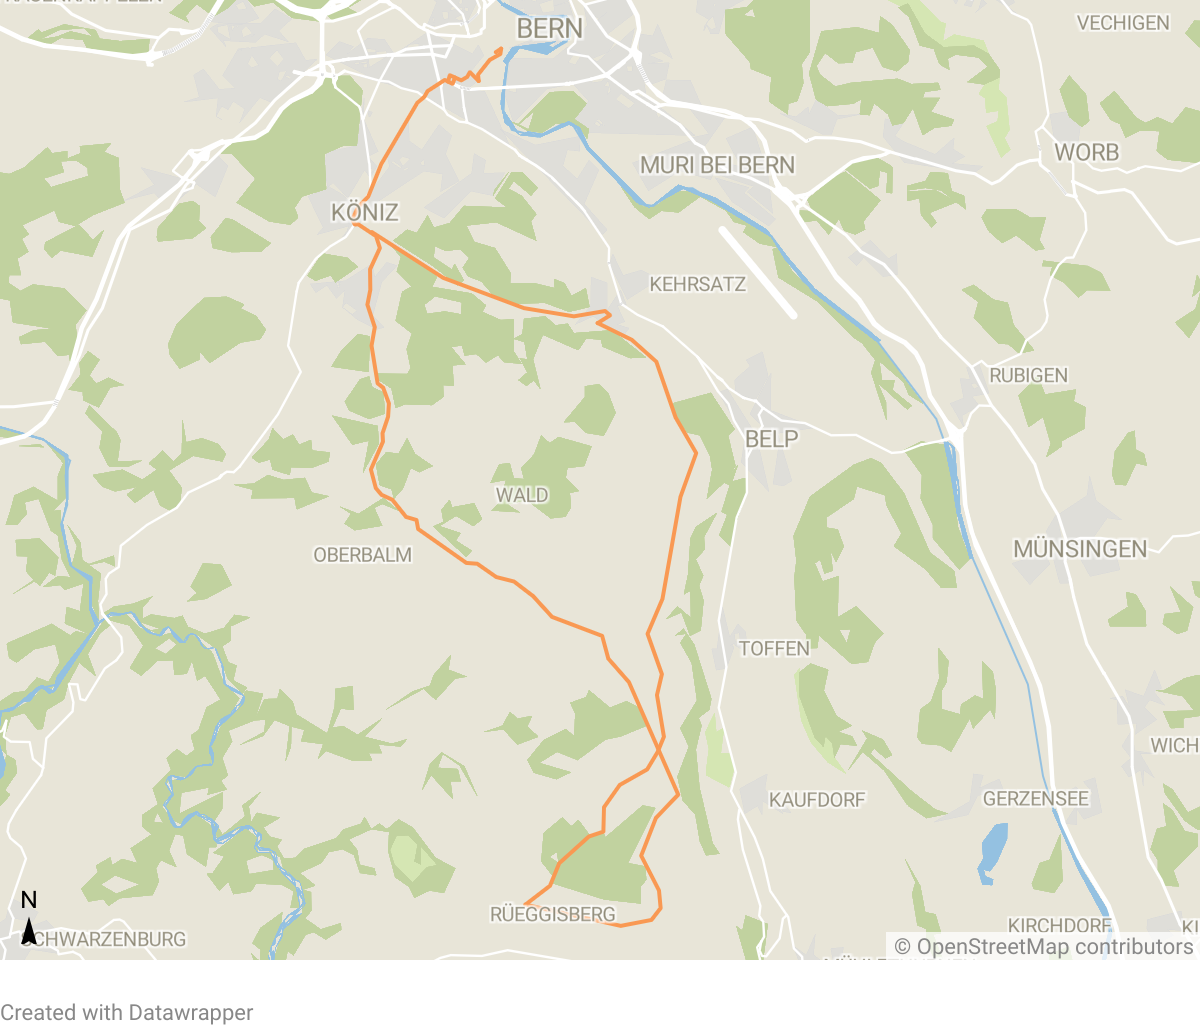 BERN
VECHIGEN
WORB
MURI BEI BERN
KÖNIZ
KEHRSATZ
RUBIGEN
BELP
WALD
OBERBALM
MÜNSINGEN
TOFFEN
WICH
KAUFDORF
GERZENSEE
N
RÜEGGISBERG
KIRCHDORF
KI
CHWARZENBURG
© OpenStreetMap contributors
Created with Datawrapper